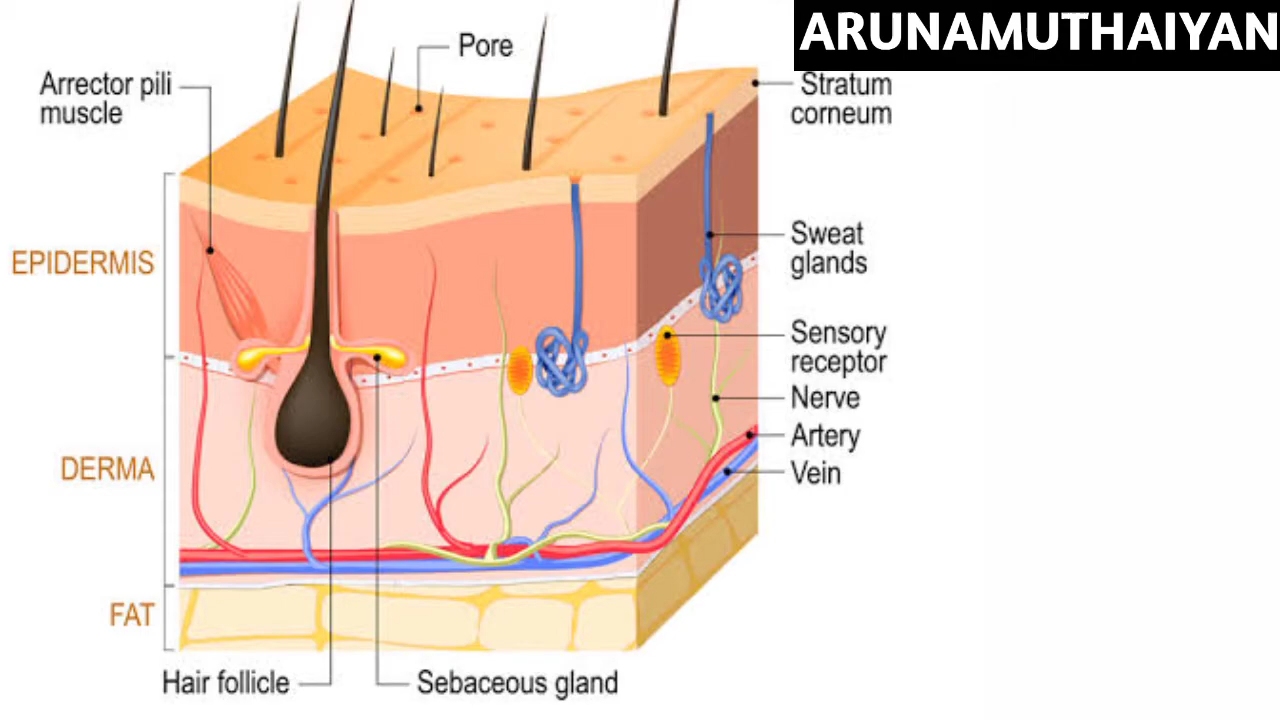 ARUNAMUTHAIYAN
Pore
Arrector pili
muscle
Stratum
corneum
EPIDERMIS
Sweat
glands
Sensory
receptor
Nerve
Artery
DERMA
Vein
FAT
Hair follicle
Sebaceous gland